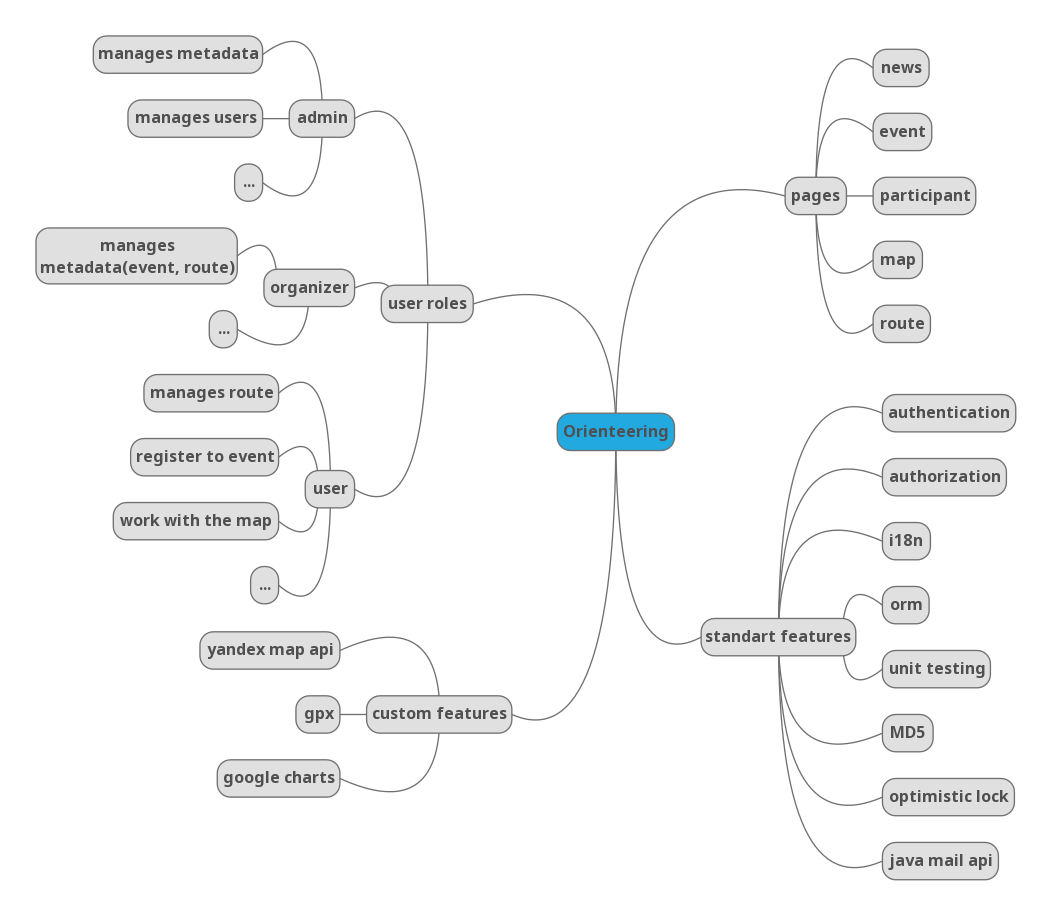 Orienteering
user roles
admin
manages metadata
manages users
...
organizer
manages
metadata(event, route)
...
user
manages route
register to event
work with the map
...
custom features
yandex map api
gpx
google charts
pages
news
event
participant
map
route
standart features
authentication
authorization
i18n
orm
unit testing
MD5
optimistic lock
java mail api